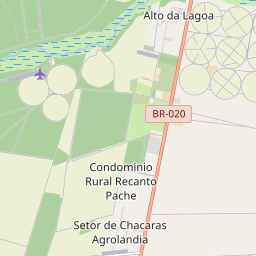 Alto da Lagoa
BR-020
Condominio
Rural Recanto
Pache
Setor de Chacaras
Agrolandia